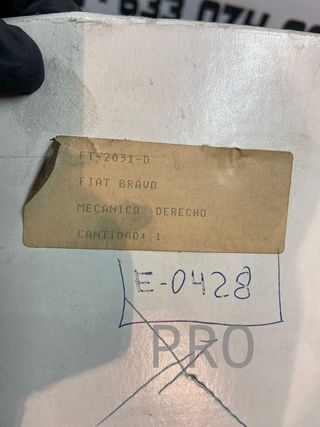 FT-2031-D
FIAT BRAVO
MECANICO DERECHO
CANTIDAD: 1
E-0428
PRO